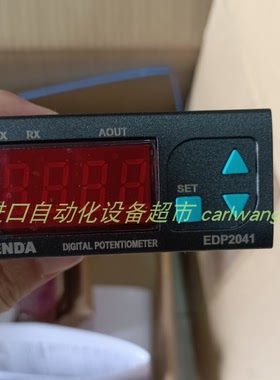 X RX AOUT
SET
进口自动化设备超市 carlwang
ENDA DIGITAL POTENTIOMETER EDP2041